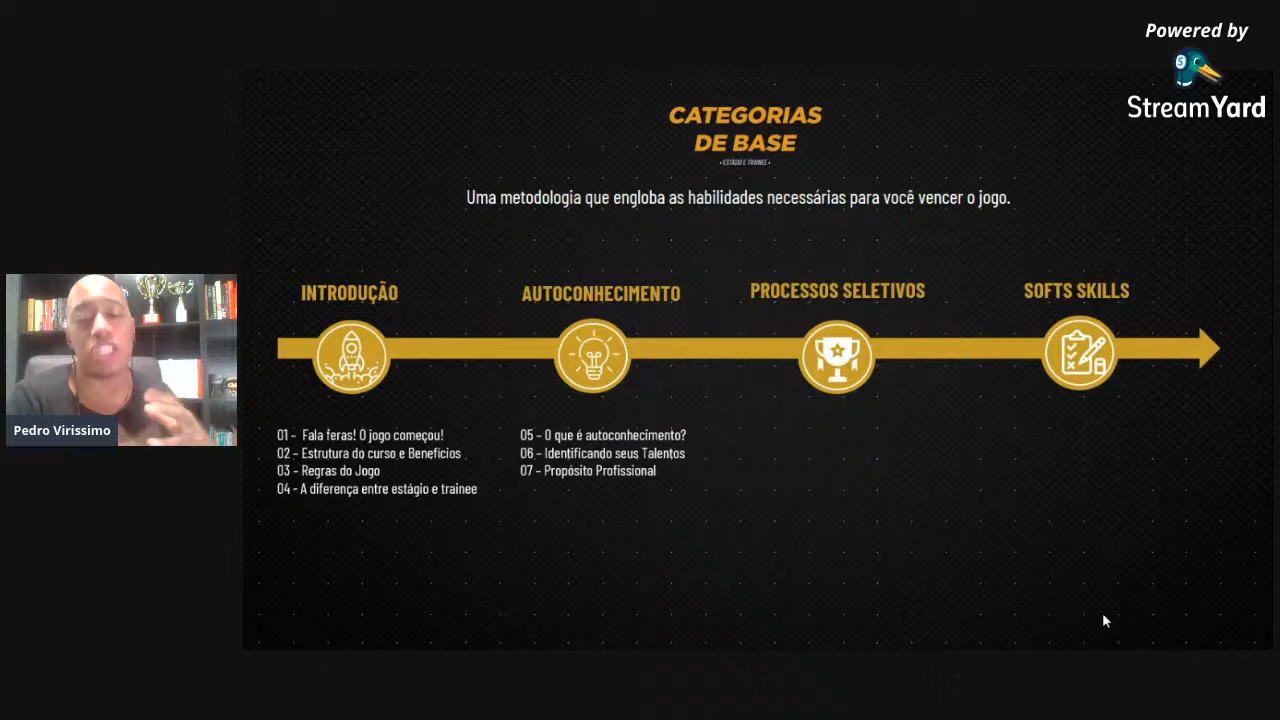 Powered by
StreamYard
CATEGORIAS
DE BASE
• ESTÁGIO E TRAINEE •
Uma metodologia que engloba as habilidades necessárias para você vencer o jogo.
INTRODUÇÃO
AUTOCONHECIMENTO
PROCESSOS SELETIVOS
SOFTS SKILLS
01 - Fala feras! O jogo começou!
02 - Estrutura do curso e Benefícios
03 - Regras do Jogo
04 - A diferença entre estágio e trainee
05 - O que é autoconhecimento?
06 - Identificando seus Talentos
07 - Propósito Profissional
Pedro Virissimo